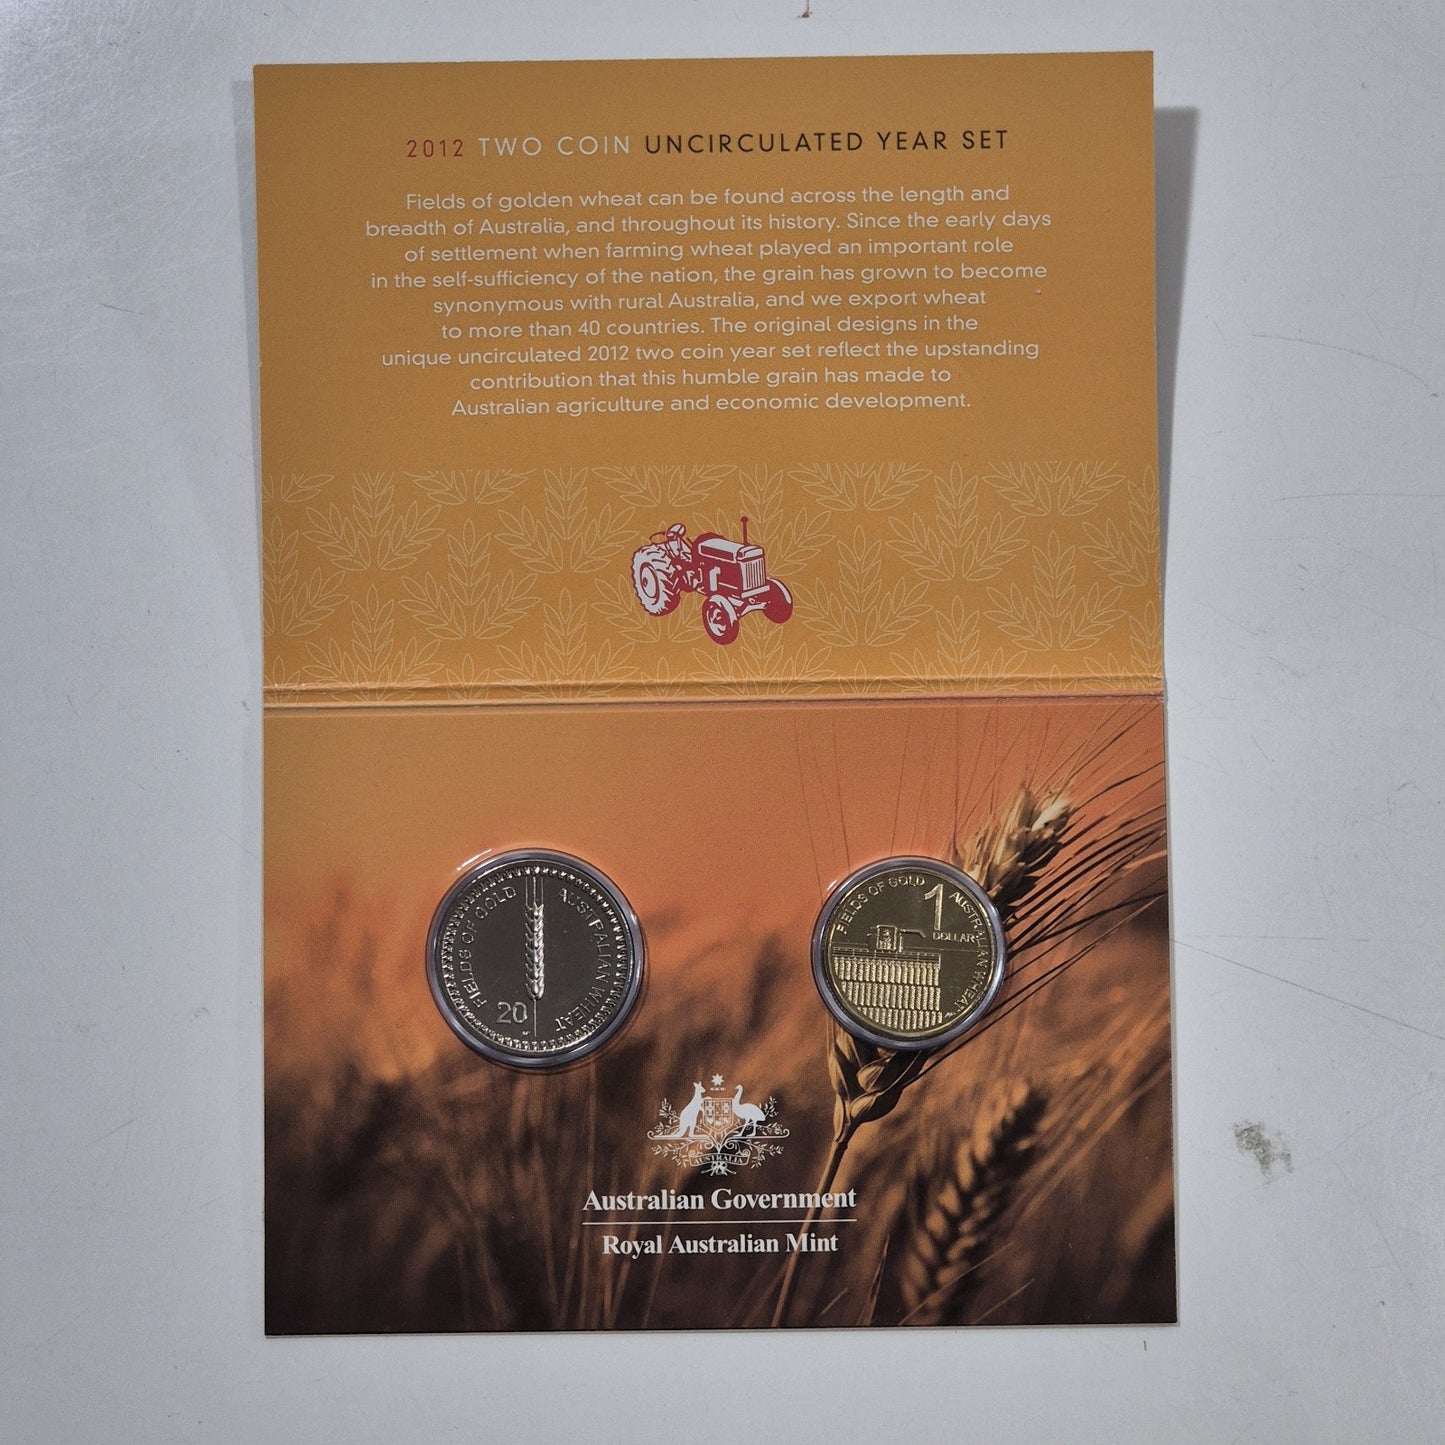 2012 TWO COIN UNCIRCULATED YEAR SET
Fields of golden wheat can be found across the length and
breadth of Australia, and throughout its history. Since the early days
of settlement when farming wheat played an important role
in the self-sufficiency of the nation, the grain has grown to become
synonymous with rural Australia, and we export wheat
to more than 40 countries. The original designs in the
unique uncirculated 2012 two coin year set reflect the upstanding
contribution that this humble grain has made to
Australian agriculture and economic development.
FIELDS OF GOLD
AUSTRALIAN WHEAT
20
FIELDS OF GOLD
1
DOLLAR
AUSTRALIAN WHEAT
AUSTRALIA
Australian Government
Royal Australian Mint